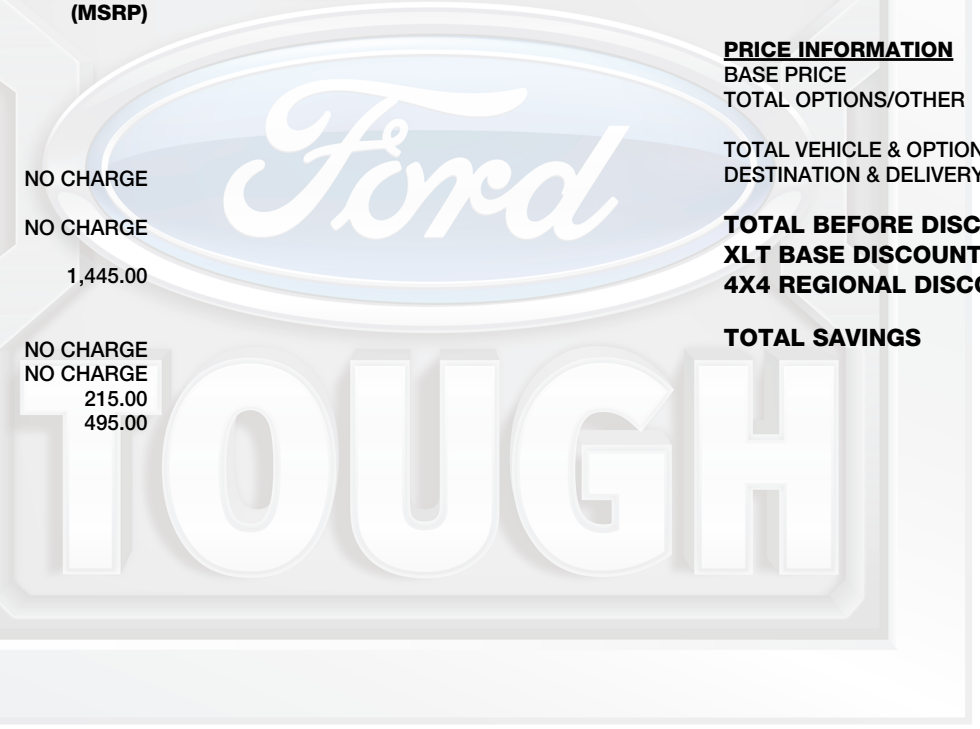 (MSRP)
NO CHARGE
NO CHARGE
1,445.00
NO CHARGE
NO CHARGE
215.00
495.00
PRICE INFORMATION
BASE PRICE
TOTAL OPTIONS/OTHER
TOTAL VEHICLE & OPTION
DESTINATION & DELIVERY
TOTAL BEFORE DISC
XLT BASE DISCOUNT
4X4 REGIONAL DISCO
TOTAL SAVINGS
Ford
TOUGH